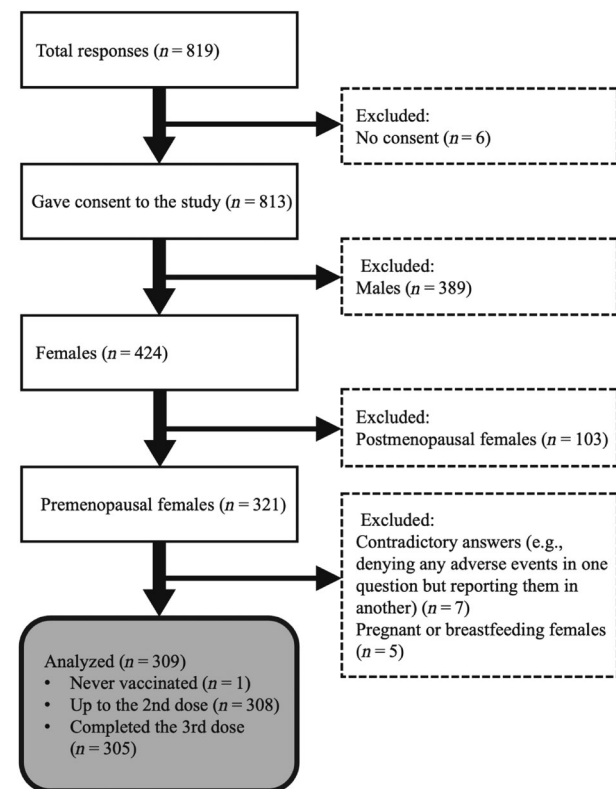 Total responses (n = 819)
Excluded:
No consent (n = 6)
Gave consent to the study (n = 813)
Excluded:
Males (n = 389)
Females (n = 424)
Excluded:
Postmenopausal females (n = 103)
Premenopausal females (n = 321)
Excluded:
Contradictory answers (e.g.,
denying any adverse events in one
question but reporting them in
another) (n = 7)
Pregnant or breastfeeding females
(n = 5)
Analyzed (n = 309)
• Never vaccinated (n = 1)
• Up to the 2nd dose (n = 308)
• Completed the 3rd dose
(n = 305)